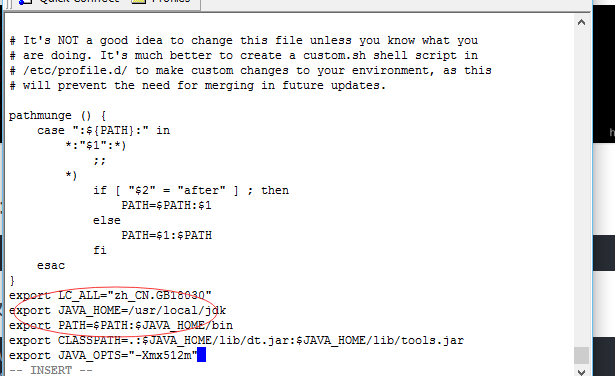 Quick Connect Profiles
# It's NOT a good idea to change this file unless you know what you
# are doing. It's much better to create a custom.sh shell script in
# /etc/profile.d/ to make custom changes to your environment, as this
# will prevent the need for merging in future updates.
pathmunge () {
case ":${PATH}:" in
*:"$1":*)
;;
*)
if [ "$2" = "after" ] ; then
PATH=$PATH:$1
else
PATH=$1:$PATH
fi
esac
}
export LC_ALL="zh_CN.GB18030"
export JAVA_HOME=/usr/local/jdk
export PATH=$PATH:$JAVA_HOME/bin
export CLASSPATH=.:$JAVA_HOME/lib/dt.jar:$JAVA_HOME/lib/tools.jar
export JAVA_OPTS="-Xmx512m"
-- INSERT --